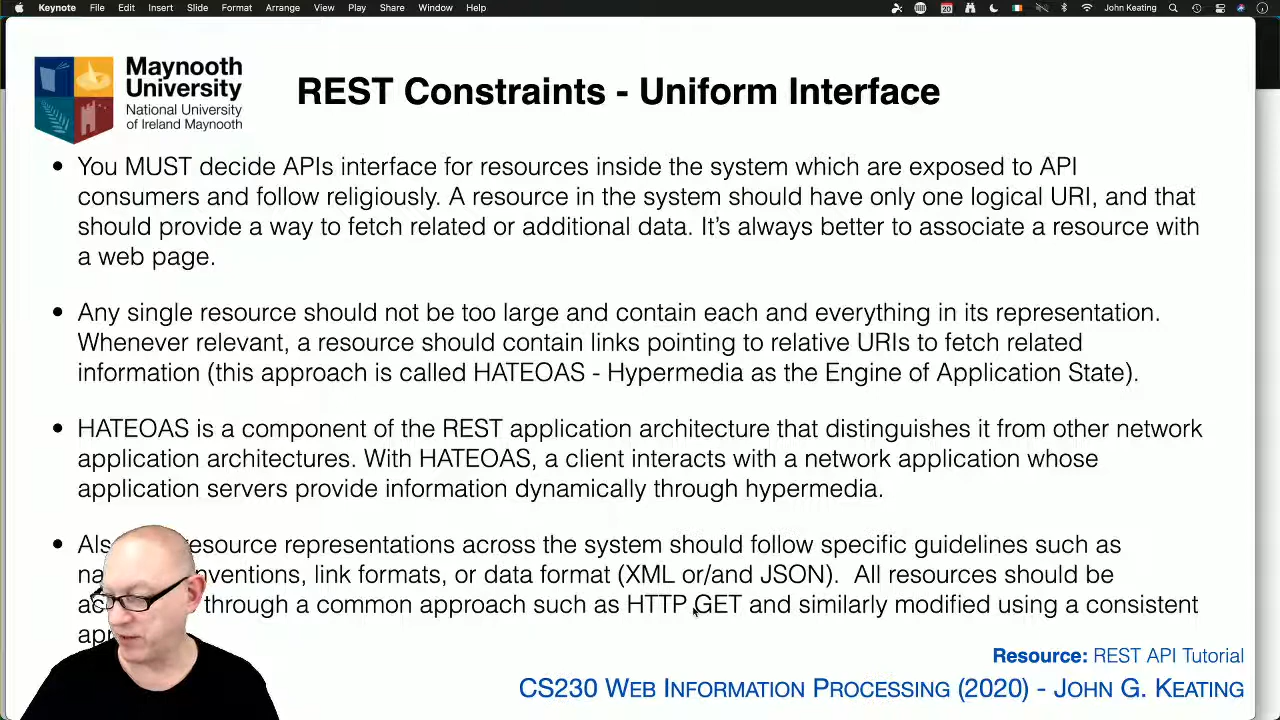 Keynote File Edit Insert Slide Format Arrange View Play Share Window Help 20 John Keating
Maynooth
University
National University
of Ireland Maynooth
REST Constraints - Uniform Interface
• You MUST decide APIs interface for resources inside the system which are exposed to API
consumers and follow religiously. A resource in the system should have only one logical URI, and that
should provide a way to fetch related or additional data. It’s always better to associate a resource with
a web page.
• Any single resource should not be too large and contain each and everything in its representation.
Whenever relevant, a resource should contain links pointing to relative URIs to fetch related
information (this approach is called HATEOAS - Hypermedia as the Engine of Application State).
• HATEOAS is a component of the REST application architecture that distinguishes it from other network
application architectures. With HATEOAS, a client interacts with a network application whose
application servers provide information dynamically through hypermedia.
• resource representations across the system should follow specific guidelines such as
link formats, or data format (XML or/and JSON). All resources should be
through a common approach such as HTTP GET and similarly modified using a consistent
Resource: REST API Tutorial
CS230 Web Information Processing (2020) - John G. Keating